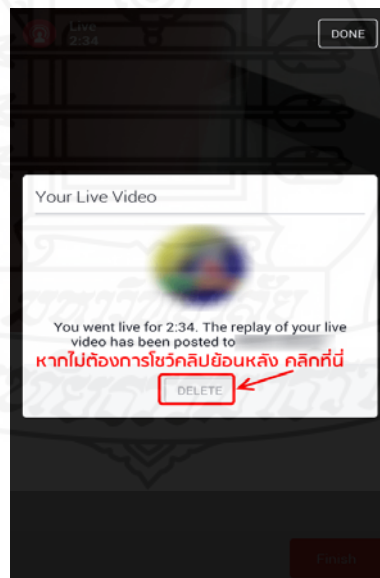 Live
2:34
DONE
Your Live Video
You went live for 2:34. The replay of your live
video has been posted to
หากไม่ต้องการโชว์คลิปย้อนหลัง คลิกที่นี่
DELETE
Finish